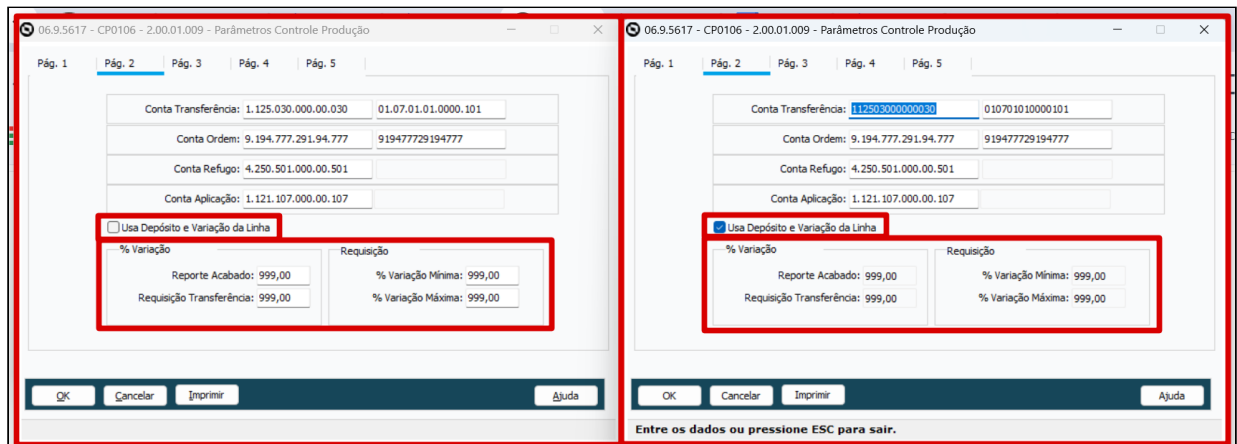 06.9.5617 - CP0106 - 2.00.01.009 - Parâmetros Controle Produção
Pág. 1 Pág. 2 Pág. 3 Pág. 4 Pág. 5
Conta Transferência: 1.125.030.000.00.030 01.07.01.01.0000.101
Conta Ordem: 9.194.777.291.94.777 919477729194777
Conta Refugo: 4.250.501.000.00.501
Conta Aplicação: 1.121.107.000.00.107
Usa Depósito e Variação da Linha
% Variação Requisição
Reporte Acabado: 999,00 % Variação Mínima: 999,00
Requisição Transferência: 999,00 % Variação Máxima: 999,00
OK Cancelar Imprimir Ajuda
06.9.5617 - CP0106 - 2.00.01.009 - Parâmetros Controle Produção
Pág. 1 Pág. 2 Pág. 3 Pág. 4 Pág. 5
Conta Transferência: 112503000000030 010701010000101
Conta Ordem: 9.194.777.291.94.777 919477729194777
Conta Refugo: 4.250.501.000.00.501
Conta Aplicação: 1.121.107.000.00.107
Usa Depósito e Variação da Linha
% Variação Requisição
Reporte Acabado: 999,00 % Variação Mínima: 999,00
Requisição Transferência: 999,00 % Variação Máxima: 999,00
OK Cancelar Imprimir Ajuda
Entre os dados ou pressione ESC para sair.